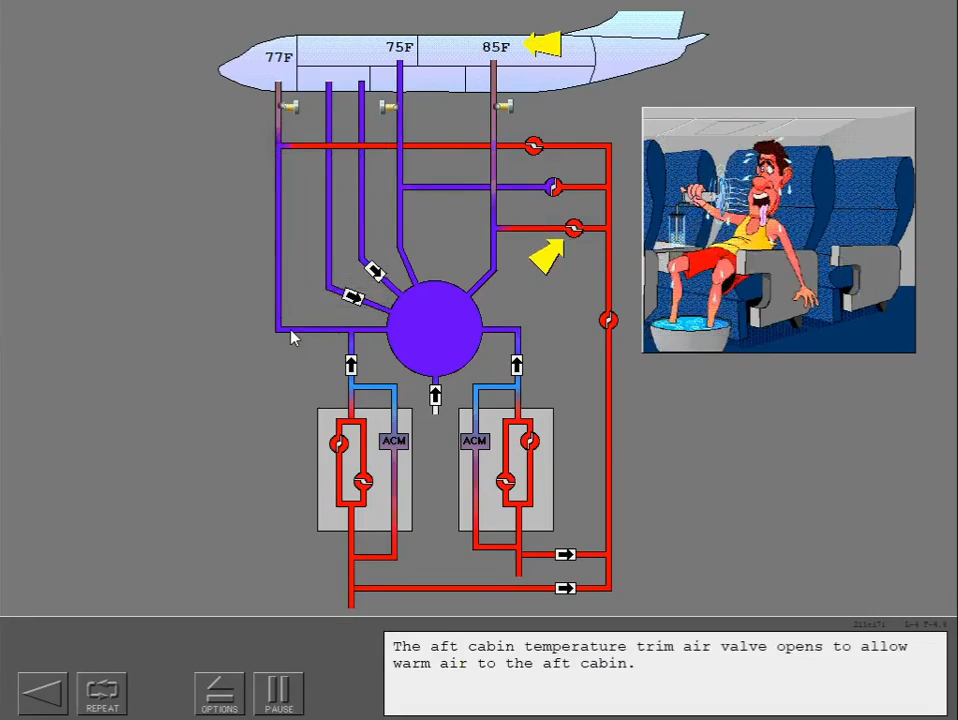 77F
75F
85F
ACM
ACM
The aft cabin temperature trim air valve opens to allow
warm air to the aft cabin.
REPEAT
OPTIONS
PAUSE